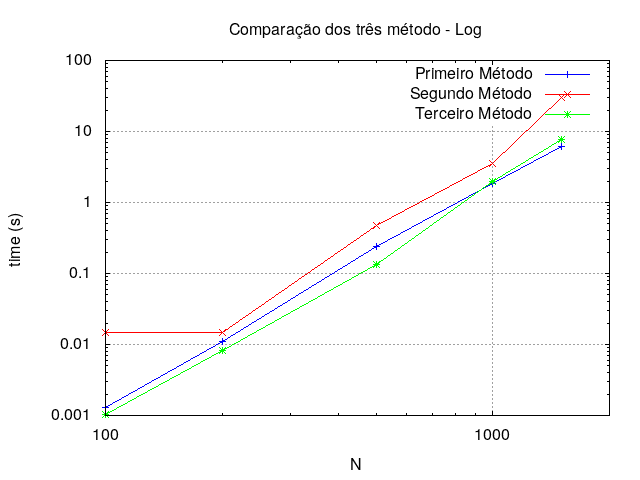 Comparação dos três método - Log
100
Primeiro Método
Segundo Método
Terceiro Método
10
1
0.1
0.01
0.001
time (s)
100
1000
N